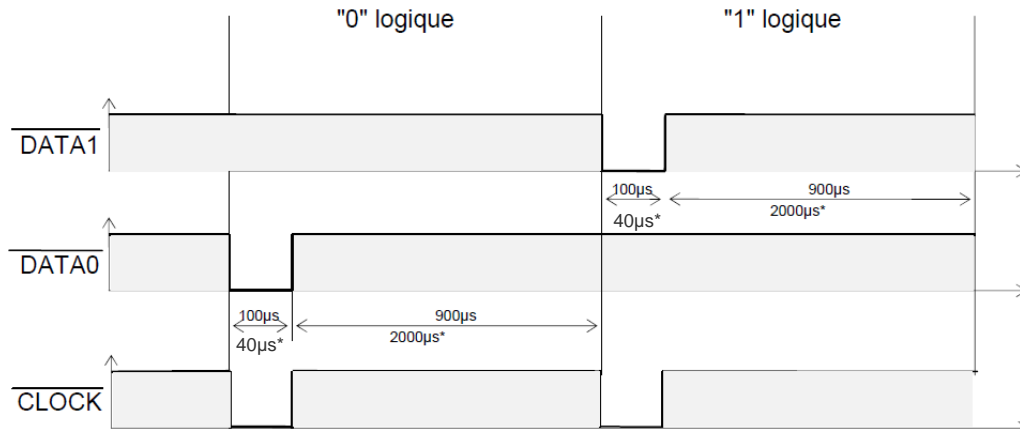 "0" logique
"1" logique
DATA1
100µs
900µs
40µs*
2000µs*
DATA0
100µs
900µs
40µs*
2000µs*
CLOCK